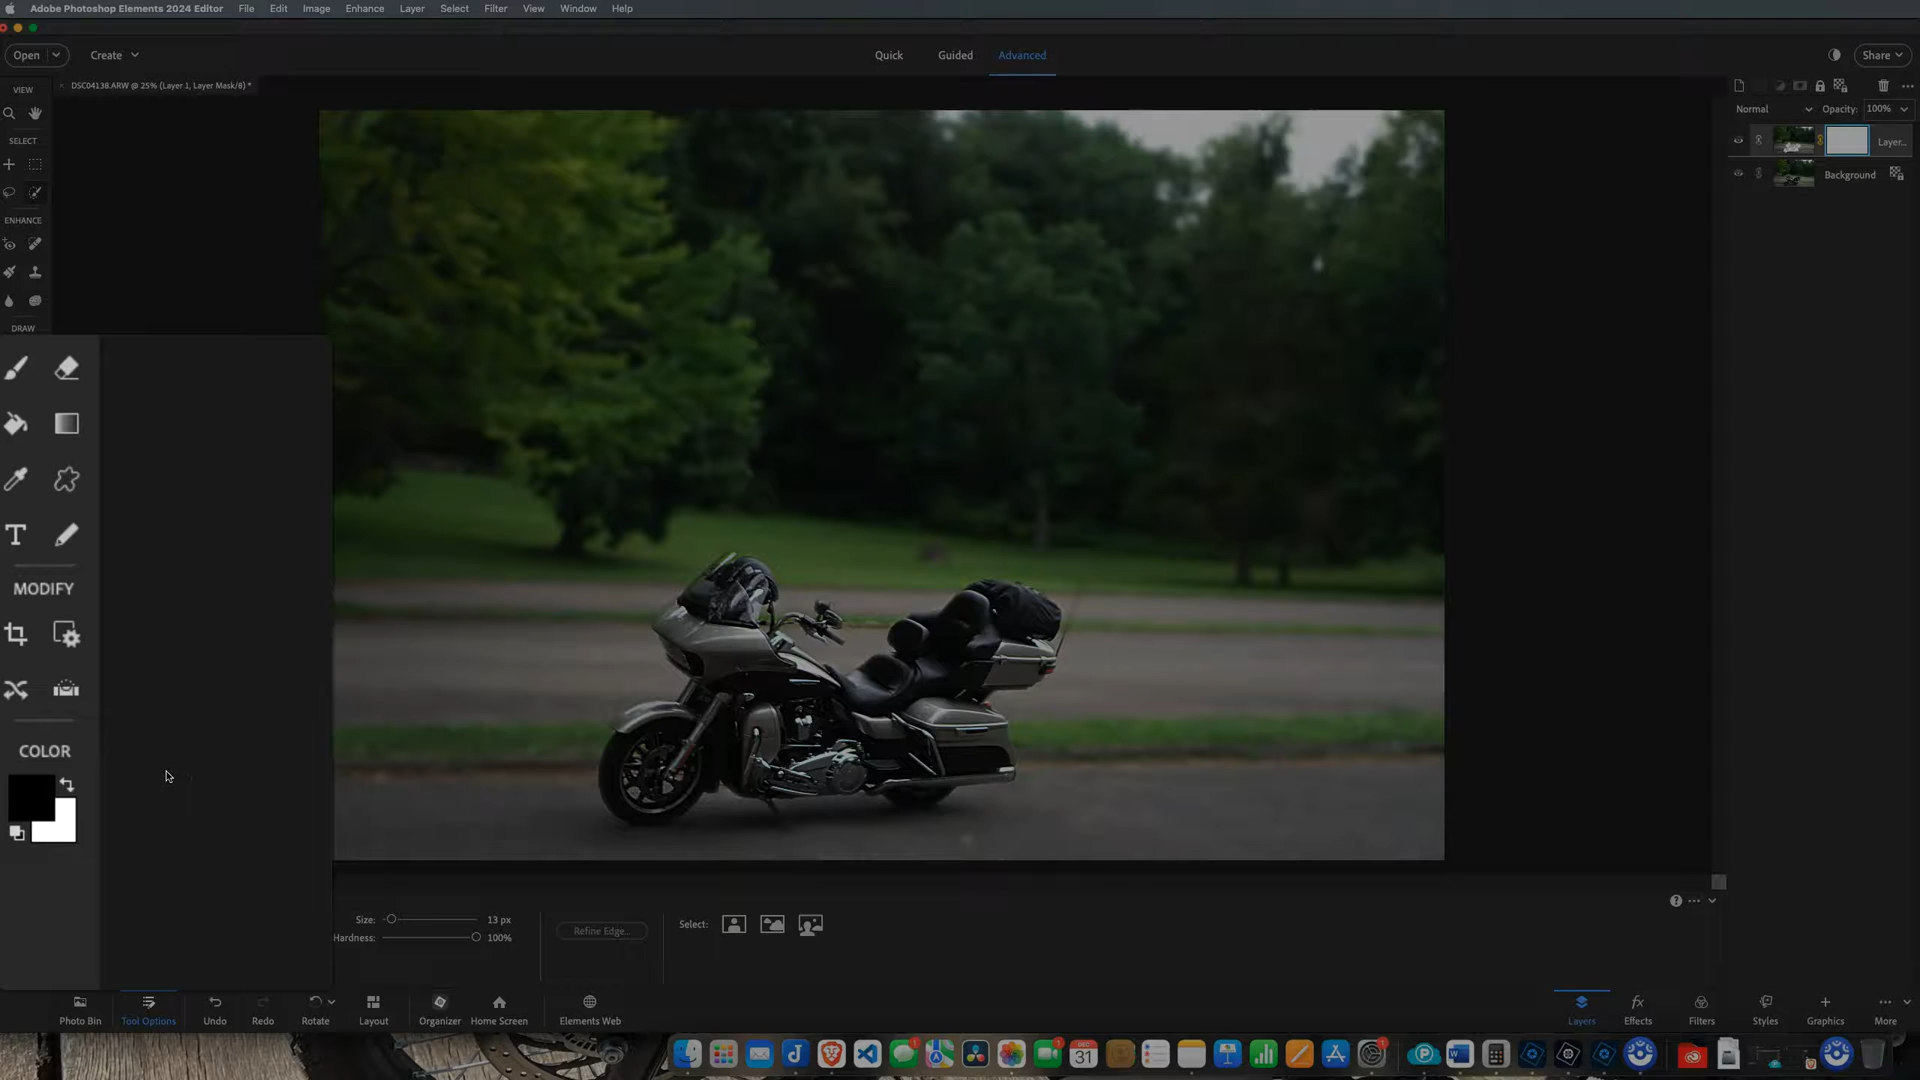 Adobe Photoshop Elements 2024 Editor File Edit Image Enhance Layer Select Filter View Window Help
Open Create Quick Guided Advanced Share
VIEW
DSC04138.ARW @ 25% (Layer 1, Layer Mask/8) *
Normal Opacity: 100%
SELECT
Layer...
Background
ENHANCE
DRAW
T
MODIFY
COLOR
Size: 13 px
Hardness: 100%
Refine Edge...
Select:
Photo Bin Tool Options Undo Redo Rotate Layout Organizer Home Screen Elements Web Layers Effects Filters Styles Graphics More
DEC
31